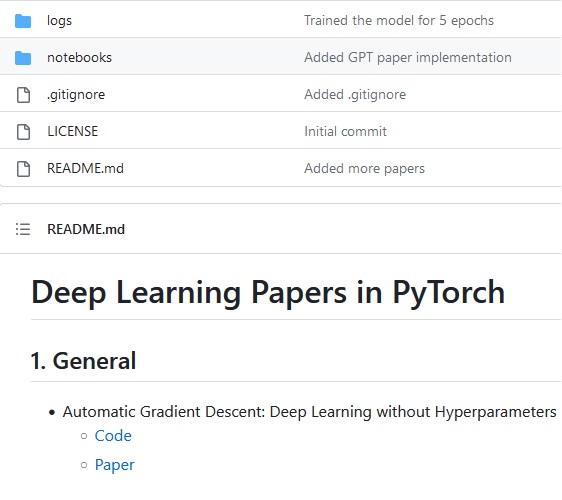 logs Trained the model for 5 epochs
notebooks Added GPT paper implementation
.gitignore Added .gitignore
LICENSE Initial commit
README.md Added more papers
README.md
Deep Learning Papers in PyTorch
1. General
Automatic Gradient Descent: Deep Learning without Hyperparameters
Code
Paper